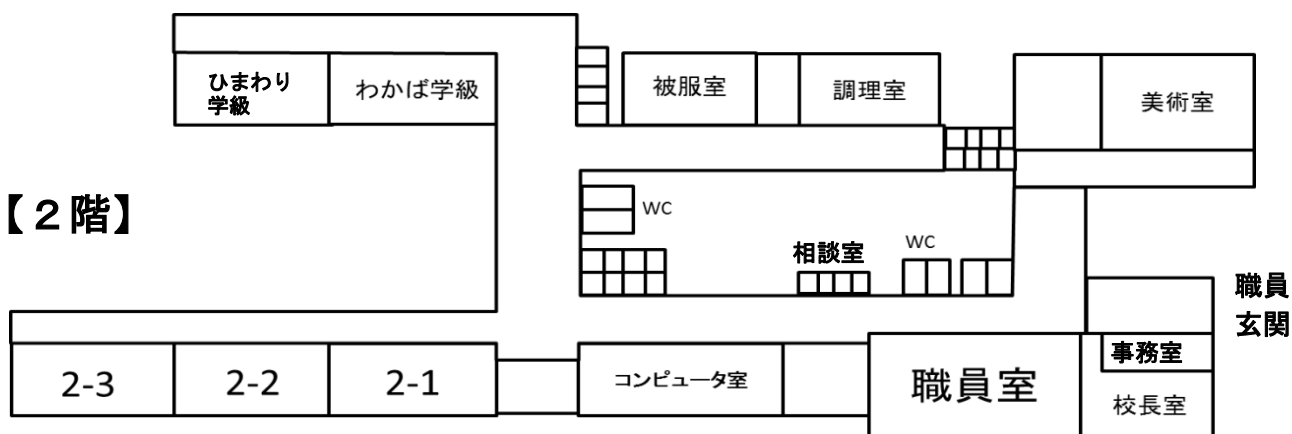 ひまわり
学級
わかば学級
被服室
調理室
美術室
【２階】
WC
相談室
WC
職員
玄関
2-3
2-2
2-1
コンピュータ室
職員室
事務室
校長室